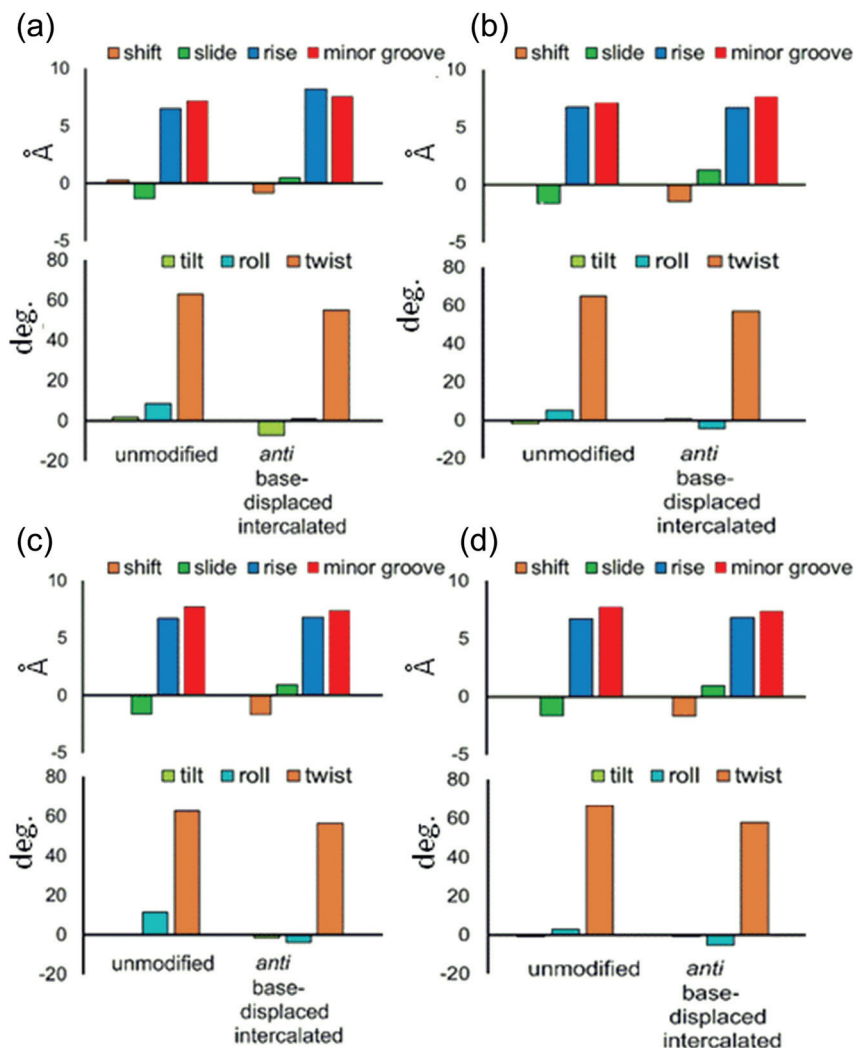 (a)
shift slide rise minor groove
10
5
0
-5
Å
tilt roll twist
80
60
40
20
0
-20
deg.
unmodified anti
base-
displaced
intercalated
(b)
shift slide rise minor groove
10
5
0
-5
Å
tilt roll twist
80
60
40
20
0
-20
deg.
unmodified anti
base-
displaced
intercalated
(c)
shift slide rise minor groove
10
5
0
-5
Å
tilt roll twist
80
60
40
20
0
-20
deg.
unmodified anti
base-
displaced
intercalated
(d)
shift slide rise minor groove
10
5
0
-5
Å
tilt roll twist
80
60
40
20
0
-20
deg.
unmodified anti
base-
displaced
intercalated